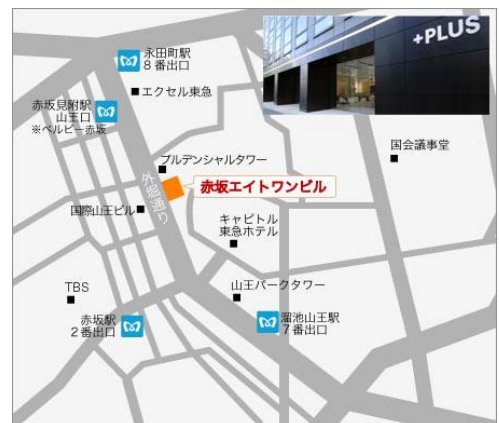 +PLUS
永田町駅
8番出口
エクセル東急
赤坂見附駅
山王口
※ベルビー赤坂
国会議事堂
プルデンシャルタワー
赤坂エイトワンビル
外堀通り
国際山王ビル
キャピトル
東急ホテル
TBS
山王パークタワー
赤坂駅
2番出口
溜池山王駅
7番出口